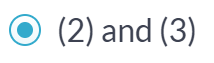 (2) and (3)